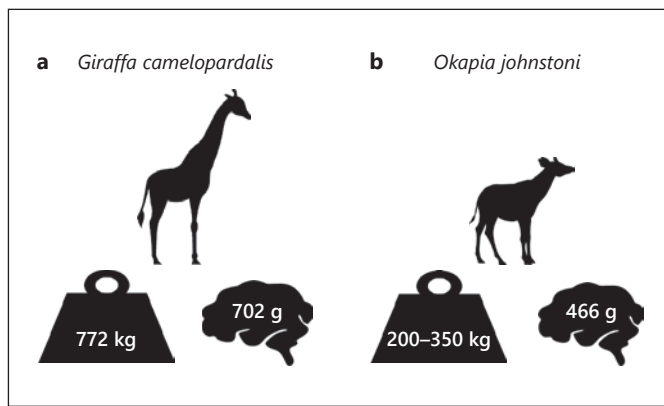 a Giraffa camelopardalis
b Okapia johnstoni
772 kg
702 g
200–350 kg
466 g